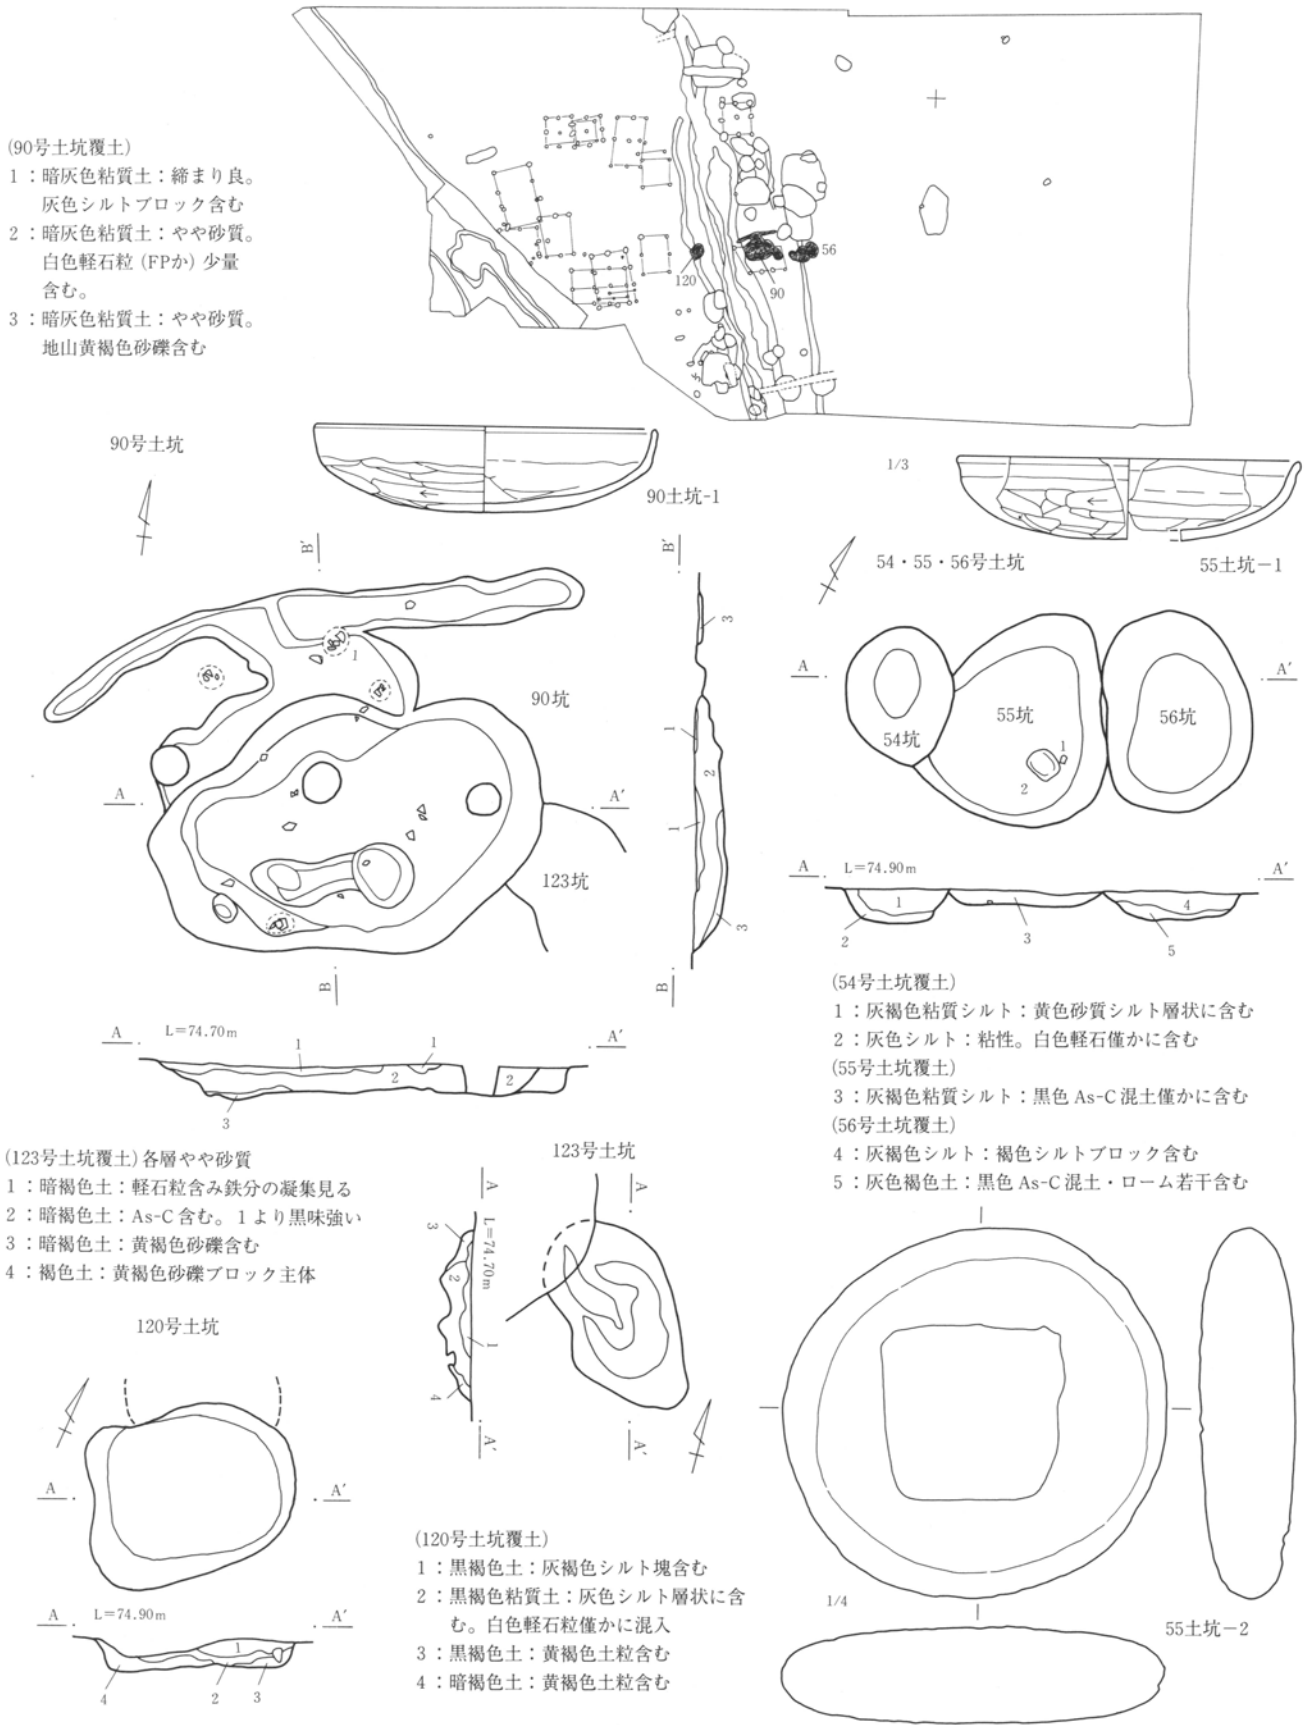 120
90
56
(90号土坑覆土)
1：暗灰色粘質土：締まり良。
灰色シルトブロック含む
2：暗灰色粘質土：やや砂質。
白色軽石粒 (FPか) 少量
含む。
3：暗灰色粘質土：やや砂質。
地山黄褐色砂礫含む
90号土坑
90土坑-1
1/3
54・55・56号土坑
55土坑－1
B′
B′
1
90坑
A
A′
123坑
B
B
3
1
2
1
3
A
L=74.70m
A′
1
1
2
2
3
A
A′
54坑
55坑
56坑
1
2
A
L=74.90m
A′
1
2
3
4
5
(54号土坑覆土)
1：灰褐色粘質シルト：黄色砂質シルト層状に含む
2：灰色シルト：粘性。白色軽石僅かに含む
(55号土坑覆土)
3：灰褐色粘質シルト：黒色 As-C 混土僅かに含む
(56号土坑覆土)
4：灰褐色シルト：褐色シルトブロック含む
5：灰色褐色土：黒色 As-C 混土・ローム若干含む
(123号土坑覆土) 各層やや砂質
1：暗褐色土：軽石粒含み鉄分の凝集見る
2：暗褐色土：As-C 含む。1より黒味強い
3：暗褐色土：黄褐色砂礫含む
4：褐色土：黄褐色砂礫ブロック主体
123号土坑
A
L=74.70m
A′
3
2
1
4
A
A′
120号土坑
A
A′
A
L=74.90m
A′
1
4
2
3
(120号土坑覆土)
1：黒褐色土：灰褐色シルト塊含む
2：黒褐色粘質土：灰色シルト層状に含
む。白色軽石粒僅かに混入
3：黒褐色土：黄褐色土粒含む
4：暗褐色土：黄褐色土粒含む
1/4
55土坑－2